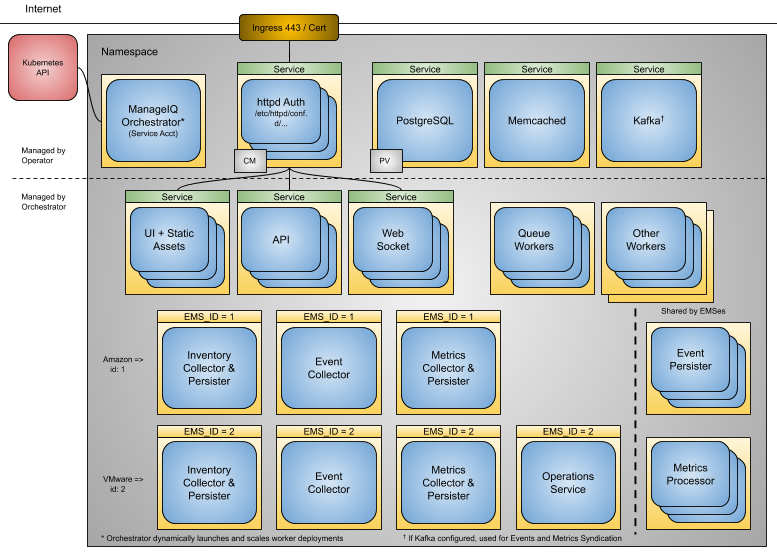 Internet
Ingress 443 / Cert
Kubernetes
API
Namespace
ManageIQ
Orchestrator*
(Service Acct)
Service
httpd Auth
/etc/httpd/conf.
d/...
CM
Service
PostgreSQL
PV
Service
Memcached
Service
Kafka†
Managed by
Operator
Managed by
Orchestrator
Service
UI + Static
Assets
Service
API
Service
Web
Socket
Queue
Workers
Other
Workers
Shared by EMSes
Amazon =>
id: 1
EMS_ID = 1
Inventory
Collector &
Persister
EMS_ID = 1
Event
Collector
EMS_ID = 1
Metrics
Collector &
Persister
Event
Persister
VMware =>
id: 2
EMS_ID = 2
Inventory
Collector &
Persister
EMS_ID = 2
Event
Collector
EMS_ID = 2
Metrics
Collector &
Persister
EMS_ID = 2
Operations
Service
Metrics
Processor
* Orchestrator dynamically launches and scales worker deployments
† If Kafka configured, used for Events and Metrics Syndication